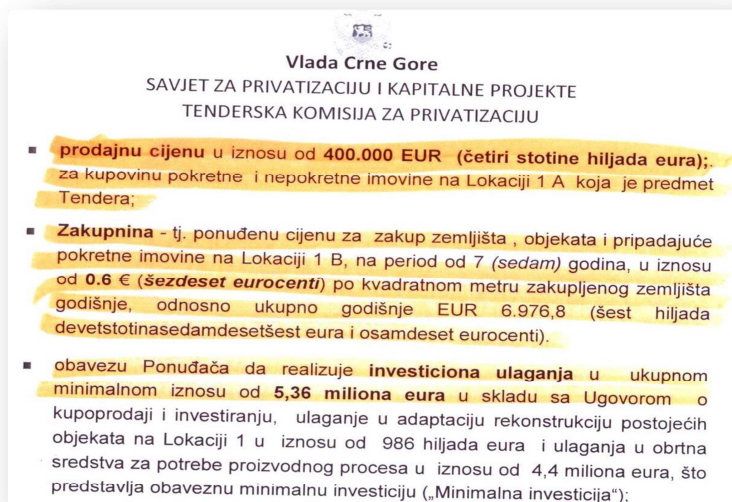 Vlada Crne Gore
SAVJET ZA PRIVATIZACIJU I KAPITALNE PROJEKTE
TENDERSKA KOMISIJA ZA PRIVATIZACIJU
▪ prodajnu cijenu u iznosu od 400.000 EUR (četiri stotine hiljada eura);.
za kupovinu pokretne i nepokretne imovine na Lokaciji 1 A koja je predmet
Tendera;
▪ Zakupnina - tj. ponuđenu cijenu za zakup zemljišta , objekata i pripadajuće
pokretne imovine na Lokaciji 1 B, na period od 7 (sedam) godina, u iznosu
od 0.6 € (šezdeset eurocenti) po kvadratnom metru zakupljenog zemljišta
godišnje, odnosno ukupno godišnje EUR 6.976,8 (šest hiljada
devetstotinasedamdesetšest eura i osamdeset eurocenti).
▪ obavezu Ponuđača da realizuje investiciona ulaganja u ukupnom
minimalnom iznosu od 5,36 miliona eura u skladu sa Ugovorom o
kupoprodaji i investiranju, ulaganje u adaptaciju rekonstrukciju postojećih
objekata na Lokaciji 1 u iznosu od 986 hiljada eura i ulaganja u obrtna
sredstva za potrebe proizvodnog procesa u iznosu od 4,4 miliona eura, što
predstavlja obaveznu minimalnu investiciju („Minimalna investicija“);